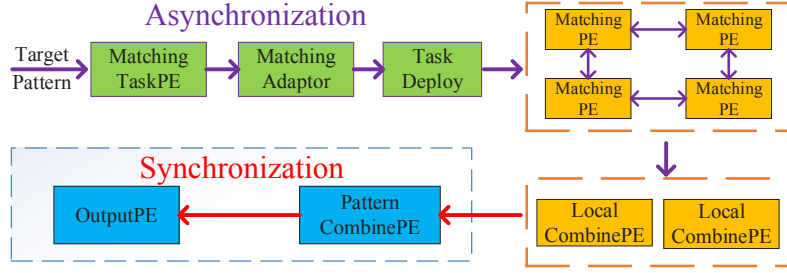 Asynchronization
Target
Pattern
Matching
TaskPE
Matching
Adaptor
Task
Deploy
Matching
PE
Matching
PE
Matching
PE
Matching
PE
Synchronization
OutputPE
Pattern
CombinePE
Local
CombinePE
Local
CombinePE